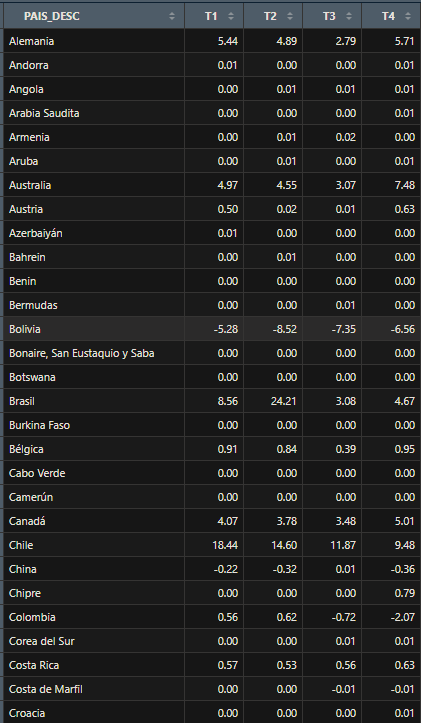 PAIS_DESC T1 T2 T3 T4
Alemania 5.44 4.89 2.79 5.71
Andorra 0.01 0.00 0.00 0.01
Angola 0.00 0.01 0.01 0.01
Arabia Saudita 0.00 0.00 0.00 0.01
Armenia 0.00 0.01 0.02 0.00
Aruba 0.00 0.01 0.00 0.01
Australia 4.97 4.55 3.07 7.48
Austria 0.50 0.02 0.01 0.63
Azerbaiyán 0.01 0.00 0.00 0.00
Bahrein 0.00 0.01 0.00 0.00
Benin 0.00 0.00 0.00 0.00
Bermudas 0.00 0.00 0.01 0.00
Bolivia -5.28 -8.52 -7.35 -6.56
Bonaire, San Eustaquio y Saba 0.00 0.00 0.00 0.00
Botswana 0.00 0.00 0.00 0.00
Brasil 8.56 24.21 3.08 4.67
Burkina Faso 0.00 0.00 0.00 0.00
Bélgica 0.91 0.84 0.39 0.95
Cabo Verde 0.00 0.00 0.00 0.00
Camerún 0.00 0.00 0.00 0.00
Canadá 4.07 3.78 3.48 5.01
Chile 18.44 14.60 11.87 9.48
China -0.22 -0.32 0.01 -0.36
Chipre 0.00 0.00 0.00 0.79
Colombia 0.56 0.62 -0.72 -2.07
Corea del Sur 0.00 0.00 0.01 0.01
Costa Rica 0.57 0.53 0.56 0.63
Costa de Marfil 0.00 0.00 -0.01 -0.01
Croacia 0.00 0.00 0.00 0.01